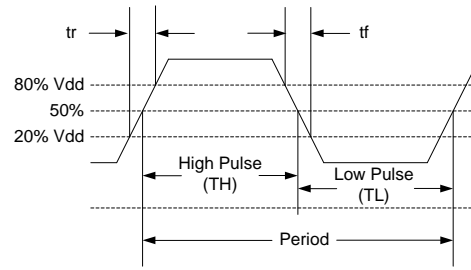 tr
tf
80% Vdd
50%
20% Vdd
High Pulse
(TH)
Low Pulse
(TL)
Period